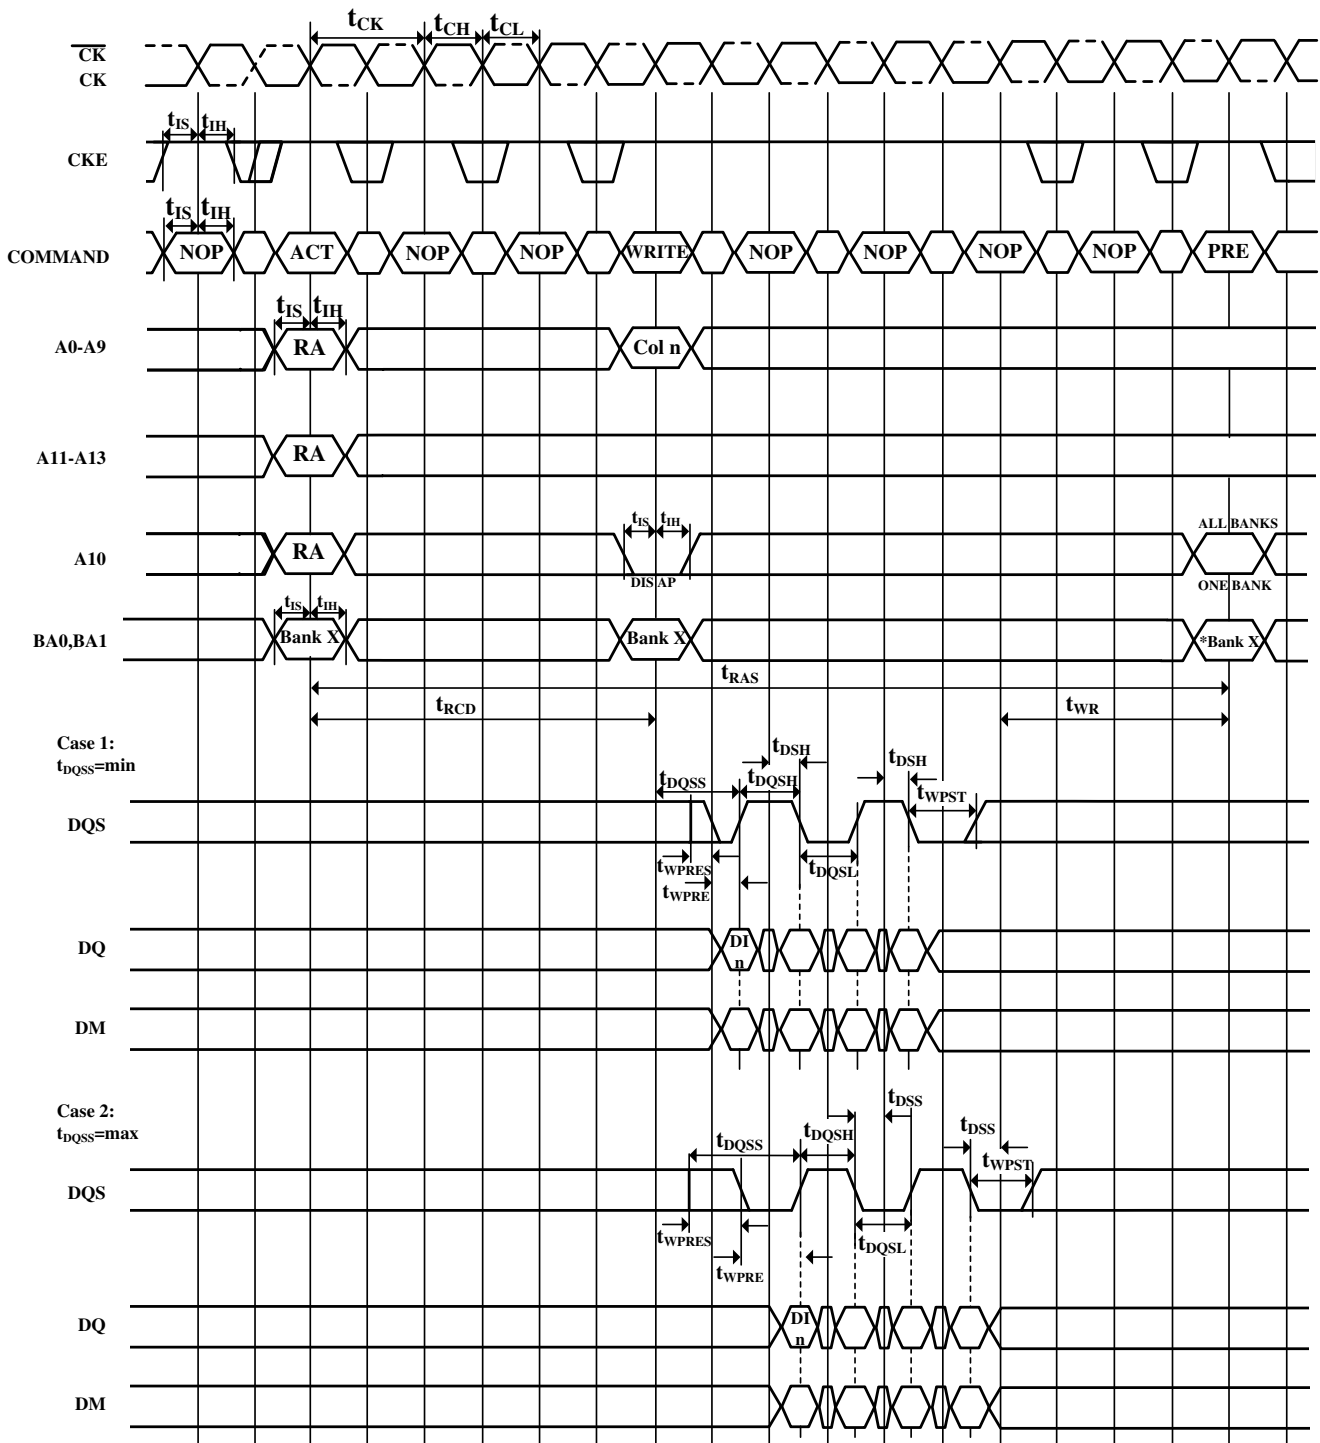 tCK tCH tCL
CK
CK
tIS tIH
CKE
tIS tIH
COMMAND NOP ACT NOP NOP WRITE NOP NOP NOP NOP PRE
tIS tIH
A0-A9 RA Col n
A11-A13 RA
tIS tIH ALL BANKS
A10 RA
DIS AP ONE BANK
tIS tIH
BA0,BA1 Bank X Bank X *Bank X
tRAS
tRCD tWR
Case 1:
tDQSS=min
tDSH tDSH
tDQSS tDQSH tWPST
DQS
tWPRES tDQSL
tWPRE
DQ DI
n
DM
Case 2:
tDQSS=max
tDSS tDSS
tDQSS tDQSH tWPST
DQS
tWPRES tDQSL
tWPRE
DQ DI
n
DM